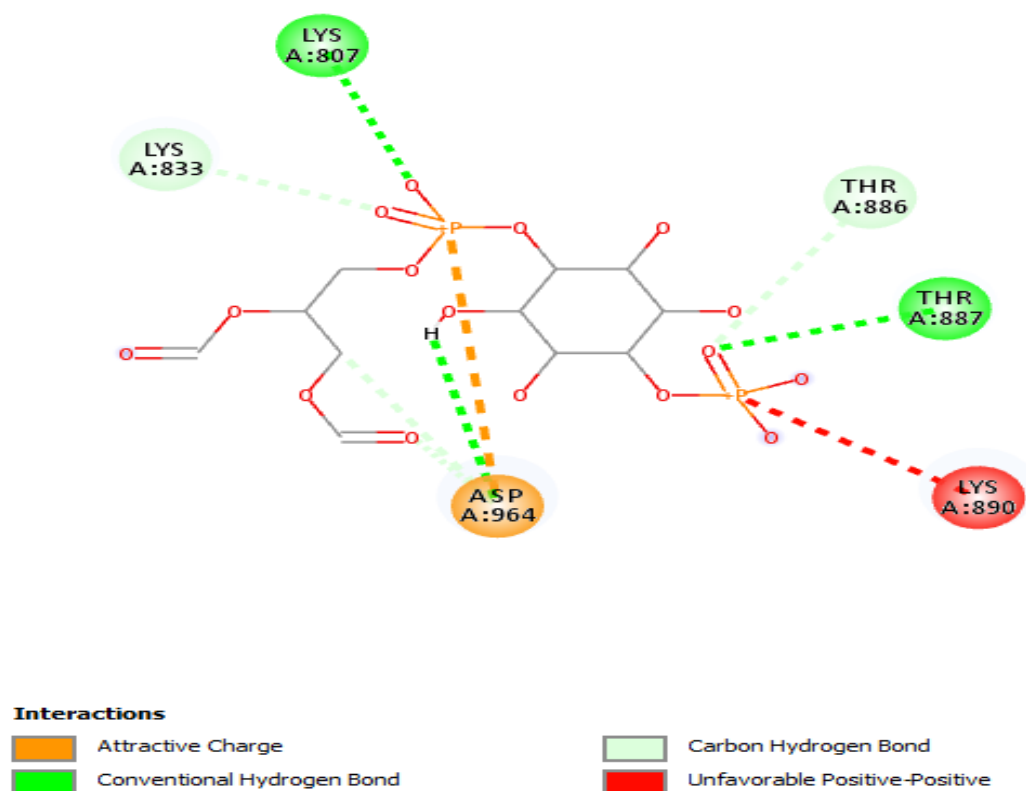 LYS
A:807
LYS
A:833
THR
A:886
THR
A:887
LYS
A:890
ASP
A:964
O
O
+P
O
O
O
O
O
H
O
O
O
O
O
O
O
+P
O
O
Interactions
Attractive Charge
Conventional Hydrogen Bond
Carbon Hydrogen Bond
Unfavorable Positive-Positive